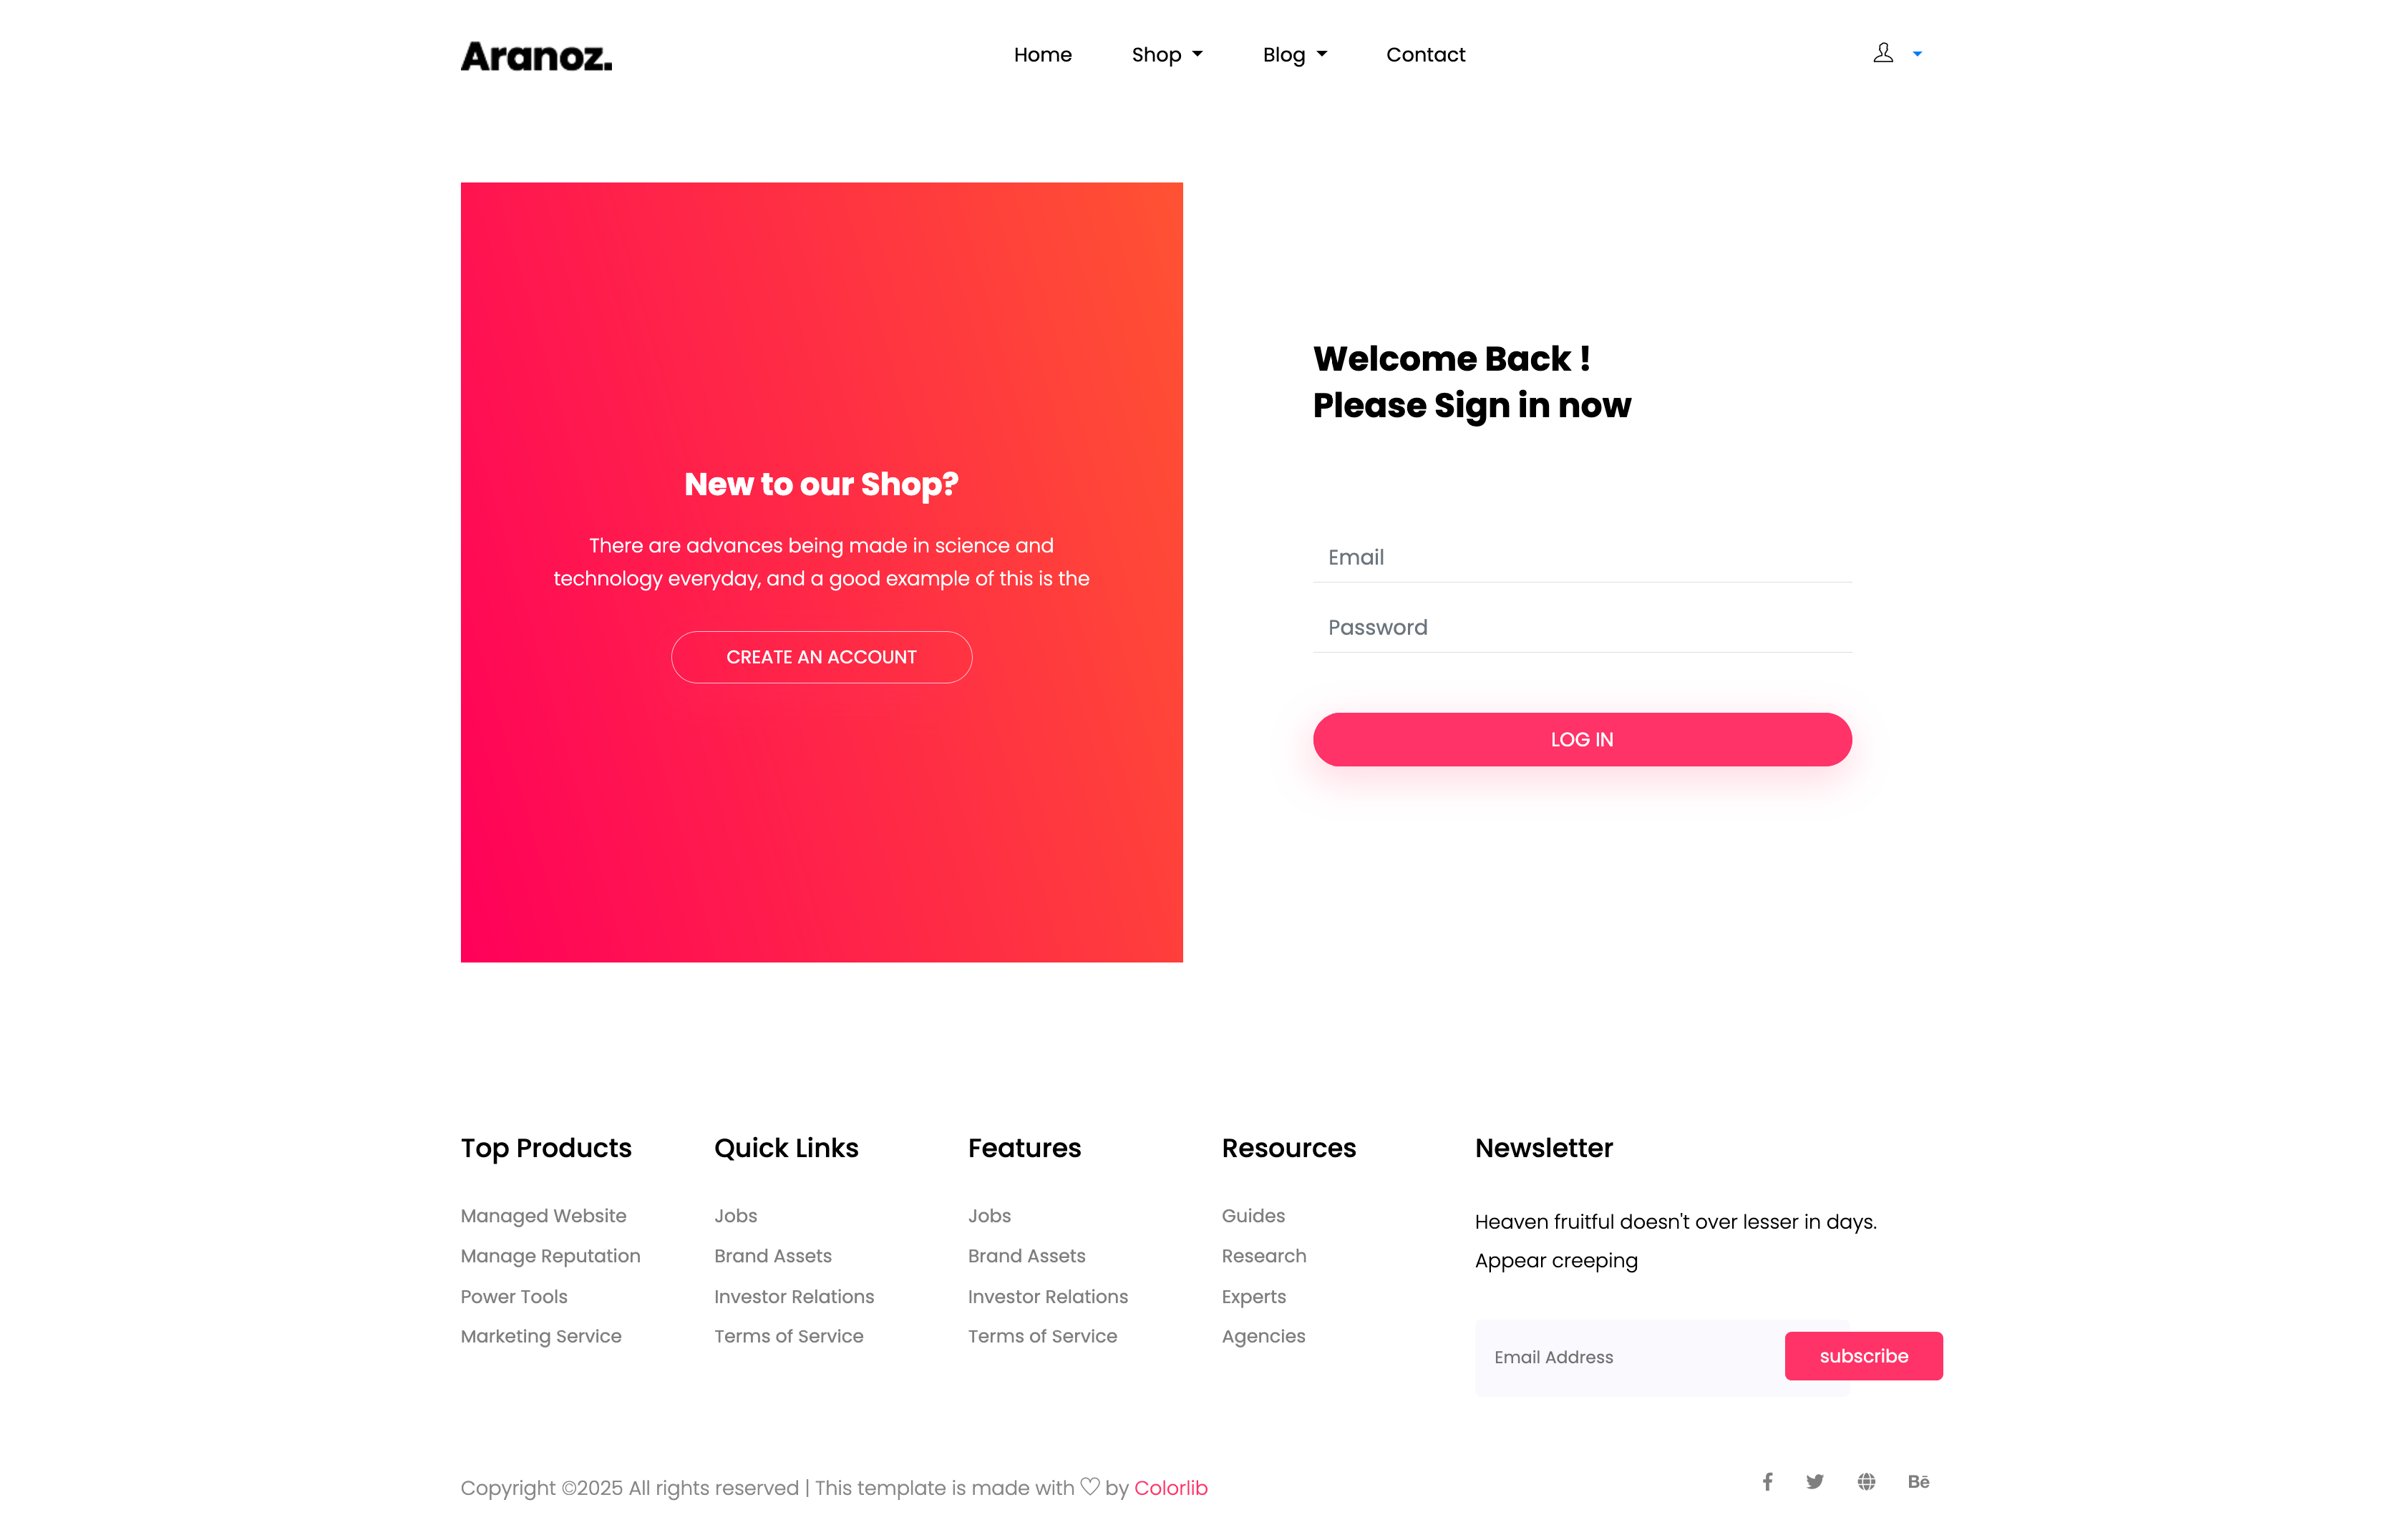 Aranoz.
Home Shop Blog Contact
New to our Shop?
There are advances being made in science and
technology everyday, and a good example of this is the
CREATE AN ACCOUNT
Welcome Back !
Please Sign in now
Email
Password
LOG IN
Top Products
Managed Website
Manage Reputation
Power Tools
Marketing Service
Quick Links
Jobs
Brand Assets
Investor Relations
Terms of Service
Features
Jobs
Brand Assets
Investor Relations
Terms of Service
Resources
Guides
Research
Experts
Agencies
Newsletter
Heaven fruitful doesn't over lesser in days.
Appear creeping
Email Address
subscribe
Copyright ©2025 All rights reserved | This template is made with ♡ by Colorlib
Bē